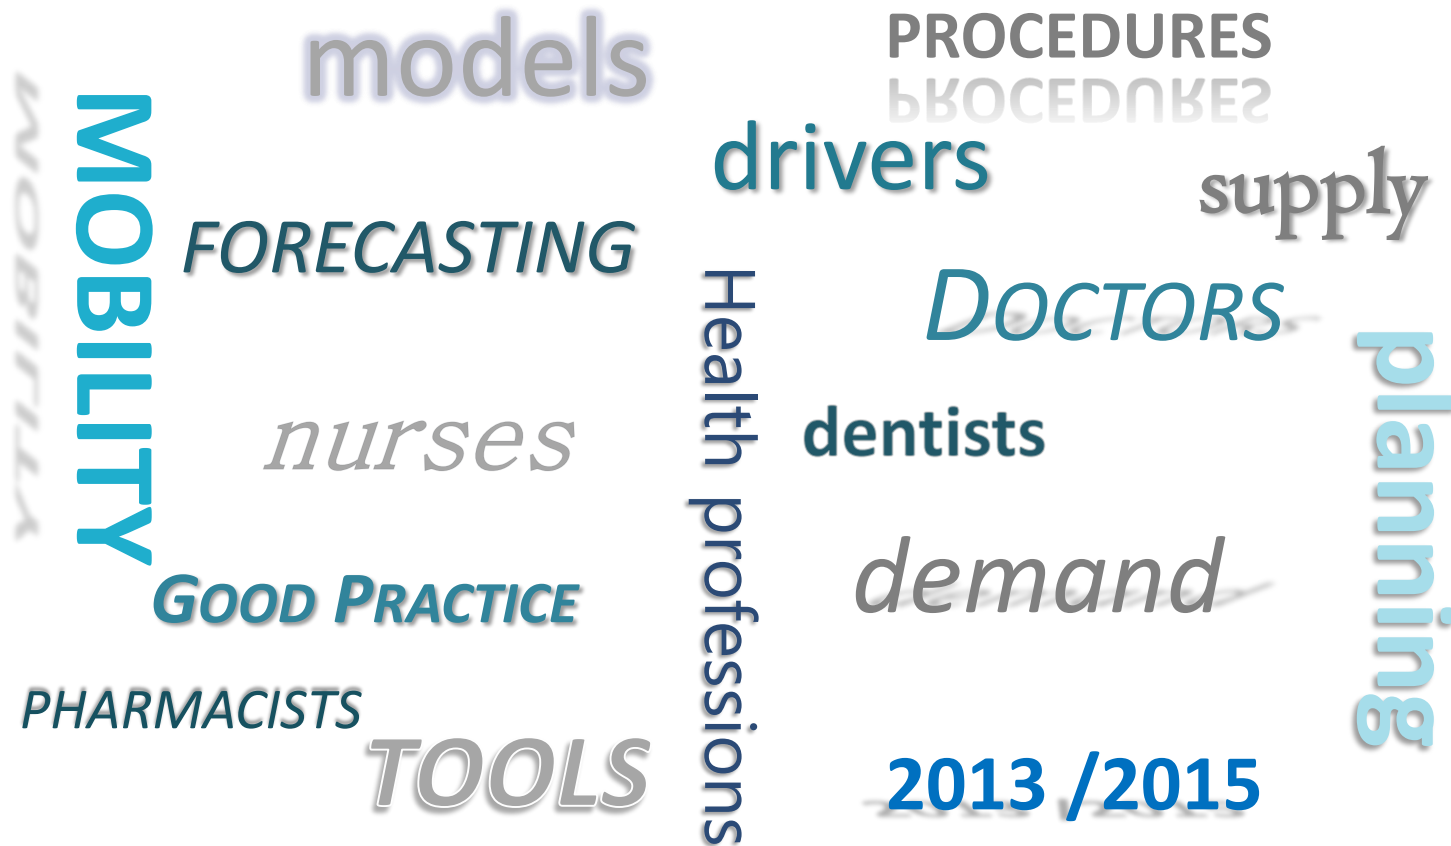 models
PROCEDURES
MOBILITY
drivers
supply
FORECASTING
Health professions
DOCTORS
planning
nurses
dentists
demand
GOOD PRACTICE
PHARMACISTS
TOOLS
2013 /2015